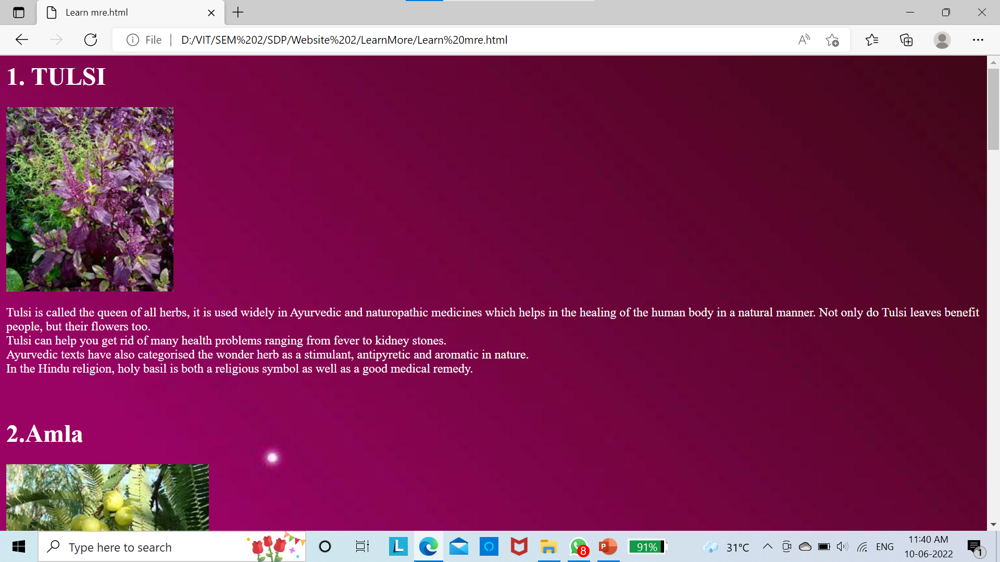 Learn mre.html
File
D:/VIT/SEM%202/SDP/Website%202/LearnMore/Learn%20mre.html
1. TULSI
Tulsi is called the queen of all herbs, it is used widely in Ayurvedic and naturopathic medicines which helps in the healing of the human body in a natural manner. Not only do Tulsi leaves benefit
people, but their flowers too.
Tulsi can help you get rid of many health problems ranging from fever to kidney stones.
Ayurvedic texts have also categorised the wonder herb as a stimulant, antipyretic and aromatic in nature.
In the Hindu religion, holy basil is both a religious symbol as well as a good medical remedy.
2.Amla
Type here to search
L
8
P
91%
31°C
ENG
11:40 AM
10-06-2022
1